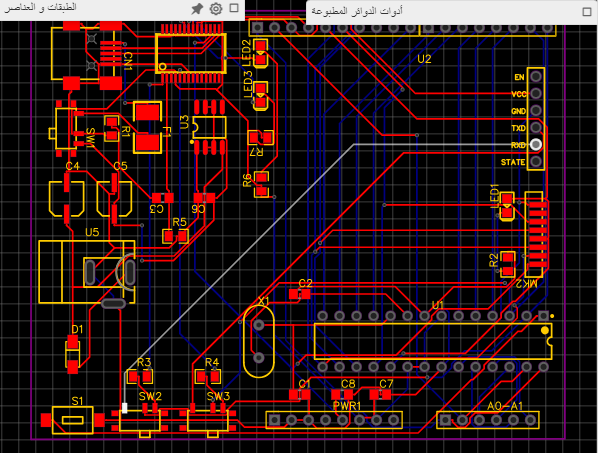 الطبقات و العناصر
أدوات الدوائر المطبوعة
CN1
LED2
U2
LED3
EN
VCC
GND
TXD
RXD
STATE
SW1
R1
F1
U3
R7
C4
C5
R6
C3
C6
LED1
R5
U5
R2
MK2
C2
X1
U1
D1
R3
R4
S1
SW2
SW3
C1
C8
C7
PWR1
A0-A1